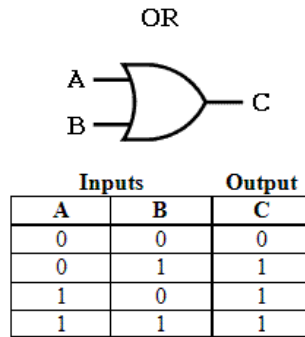 OR
A
C
B
Inputs Output
A B C
0 0 0
0 1 1
1 0 1
1 1 1